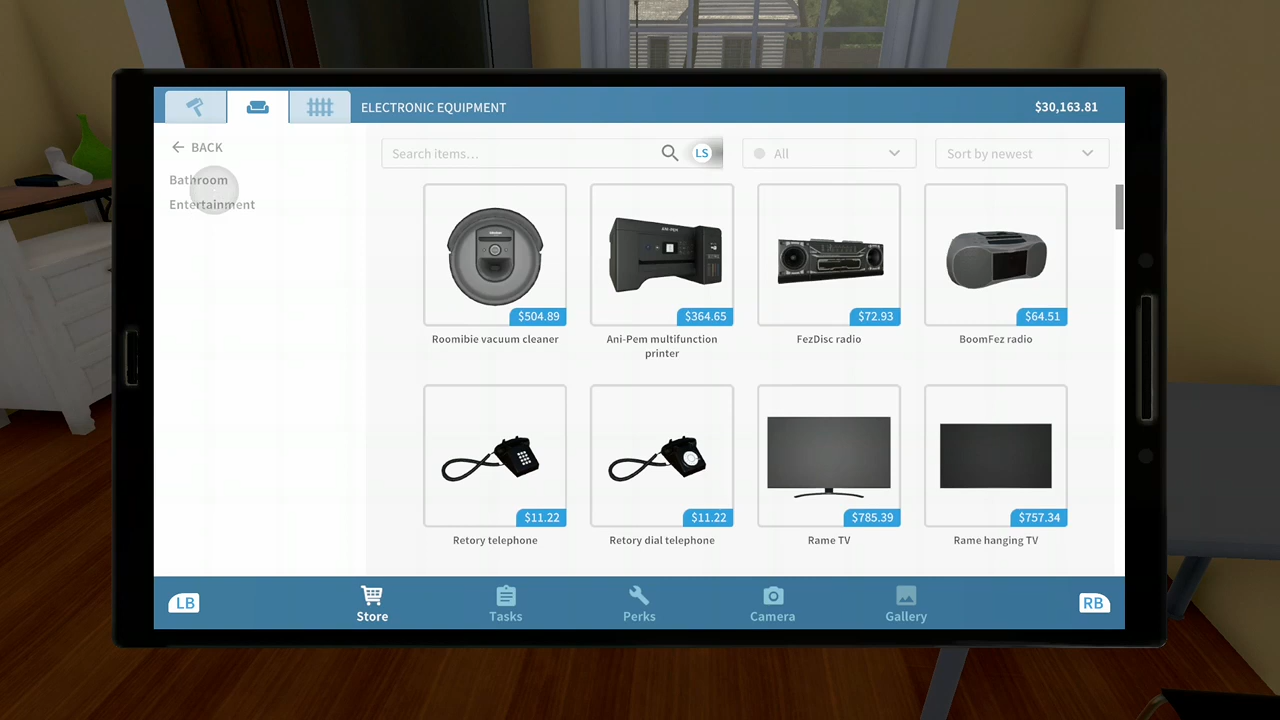 ELECTRONIC EQUIPMENT
$30,163.81
BACK
Bathroom
Entertainment
Search items...
LS
All
Sort by newest
$504.89
$364.65
$72.93
$64.51
Roomibie vacuum cleaner
Ani-Pem multifunction
printer
FezDisc radio
BoomFez radio
ANI-PEM
$11.22
$11.22
$785.39
$757.34
Retory telephone
Retory dial telephone
Rame TV
Rame hanging TV
LB
Store
Tasks
Perks
Camera
Gallery
RB